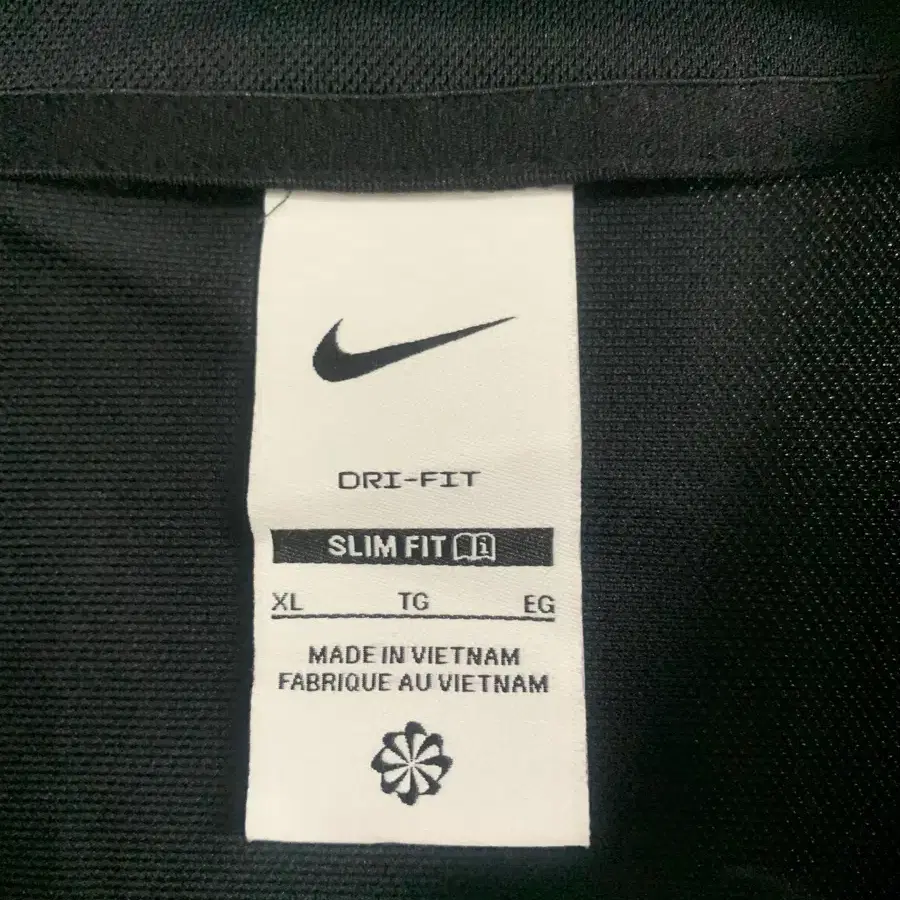 DRI-FIT
SLIM FIT
XL TG EG
MADE IN VIETNAM
FABRIQUE AU VIETNAM